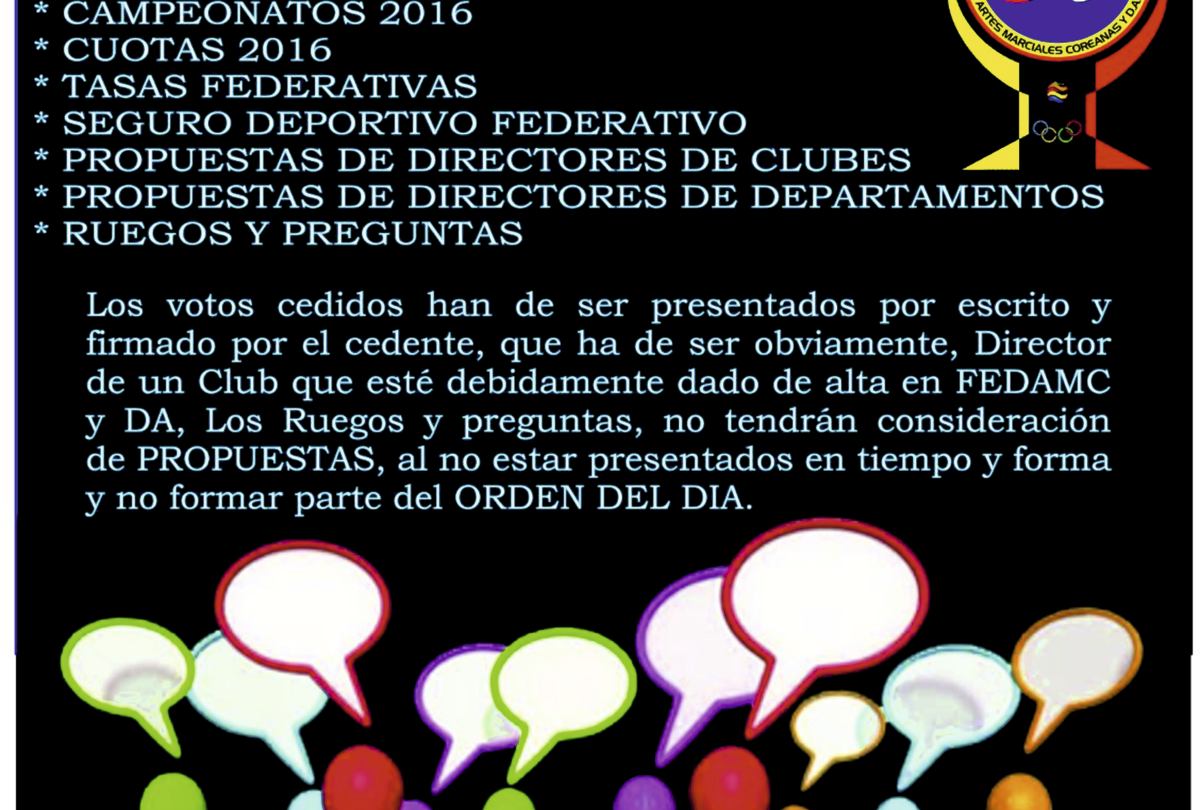 * CAMPEONATOS 2016
* CUOTAS 2016
* TASAS FEDERATIVAS
* SEGURO DEPORTIVO FEDERATIVO
* PROPUESTAS DE DIRECTORES DE CLUBES
* PROPUESTAS DE DIRECTORES DE DEPARTAMENTOS
* RUEGOS Y PREGUNTAS
ARTES MARCIALES COREANAS Y
Los votos cedidos han de ser presentados por escrito y
firmado por el cedente, que ha de ser obviamente, Director
de un Club que esté debidamente dado de alta en FEDAMC
y DA, Los Ruegos y preguntas, no tendrán consideración
de PROPUESTAS, al no estar presentados en tiempo y forma
y no formar parte del ORDEN DEL DIA.